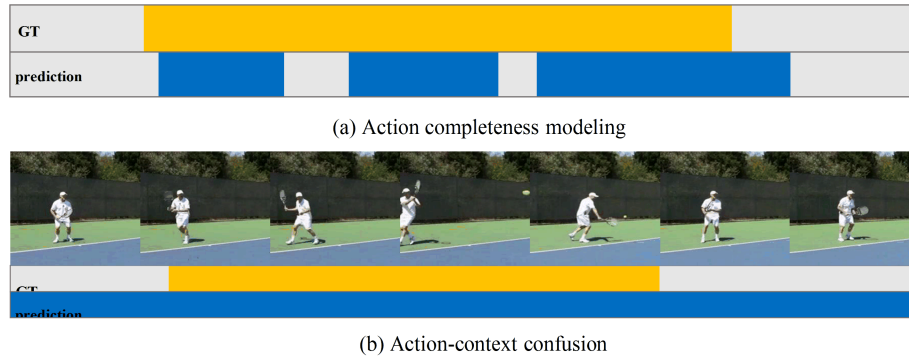 GT
prediction
(a) Action completeness modeling
GT
prediction
(b) Action-context confusion